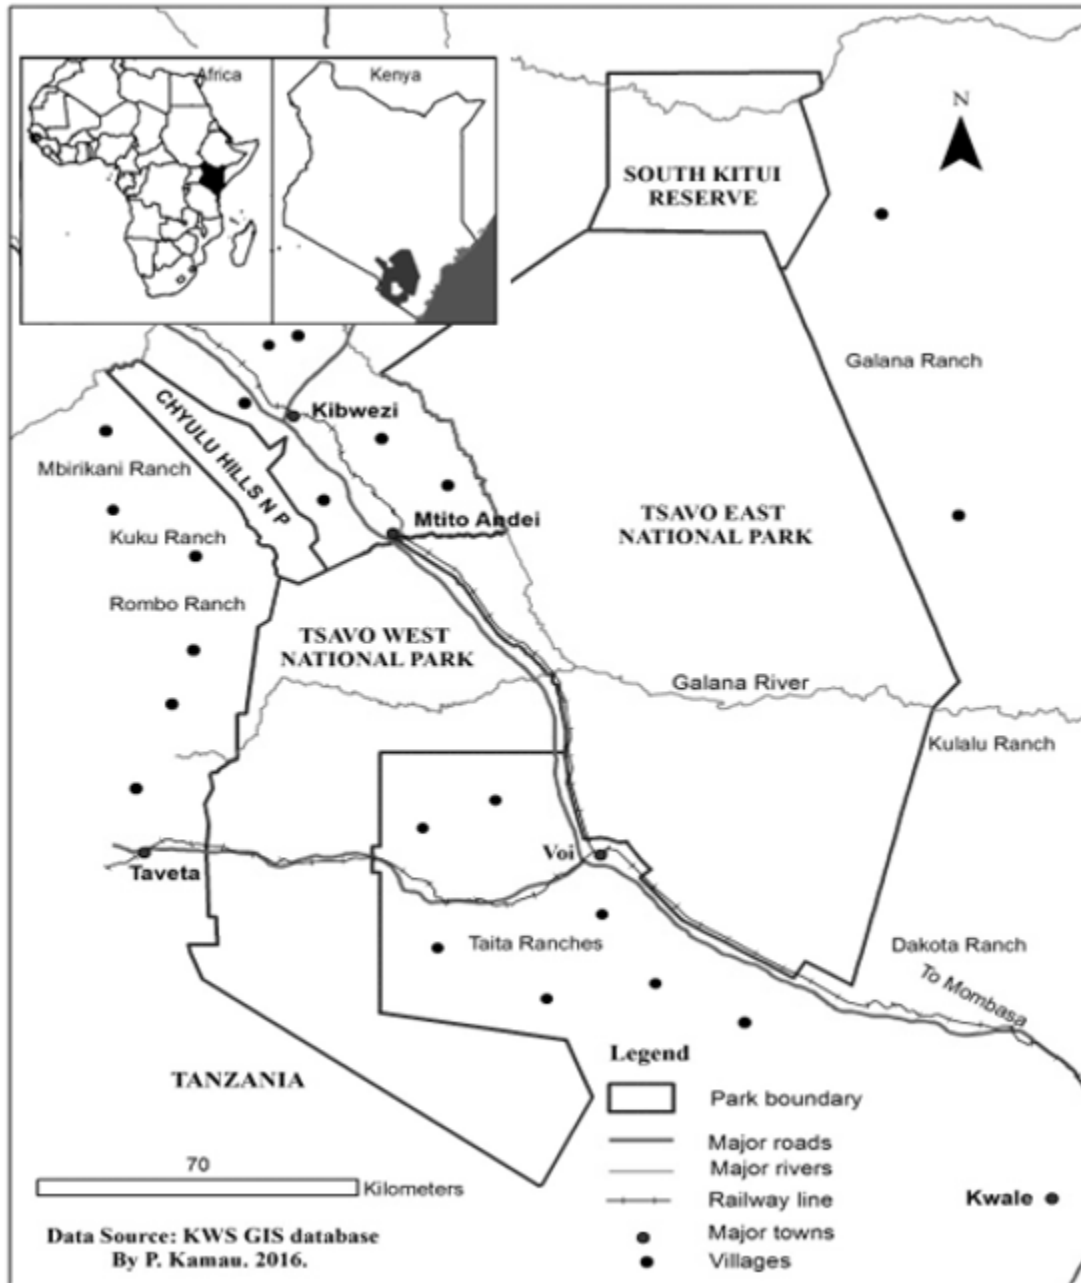 Africa
Kenya
N
SOUTH KITUI
RESERVE
Galana Ranch
CHYULU HILLS N P
Kibwezi
Mbirikani Ranch
Mtito Andei
TSAVO EAST
NATIONAL PARK
Kuku Ranch
Rombo Ranch
TSAVO WEST
NATIONAL PARK
Galana River
Kulalu Ranch
Voi
Taveta
Taita Ranches
Dakota Ranch
To Mombasa
TANZANIA
Legend
Park boundary
Major roads
Major rivers
Railway line
Major towns
Villages
70
Kilometers
Kwale
Data Source: KWS GIS database
By P. Kamau. 2016.